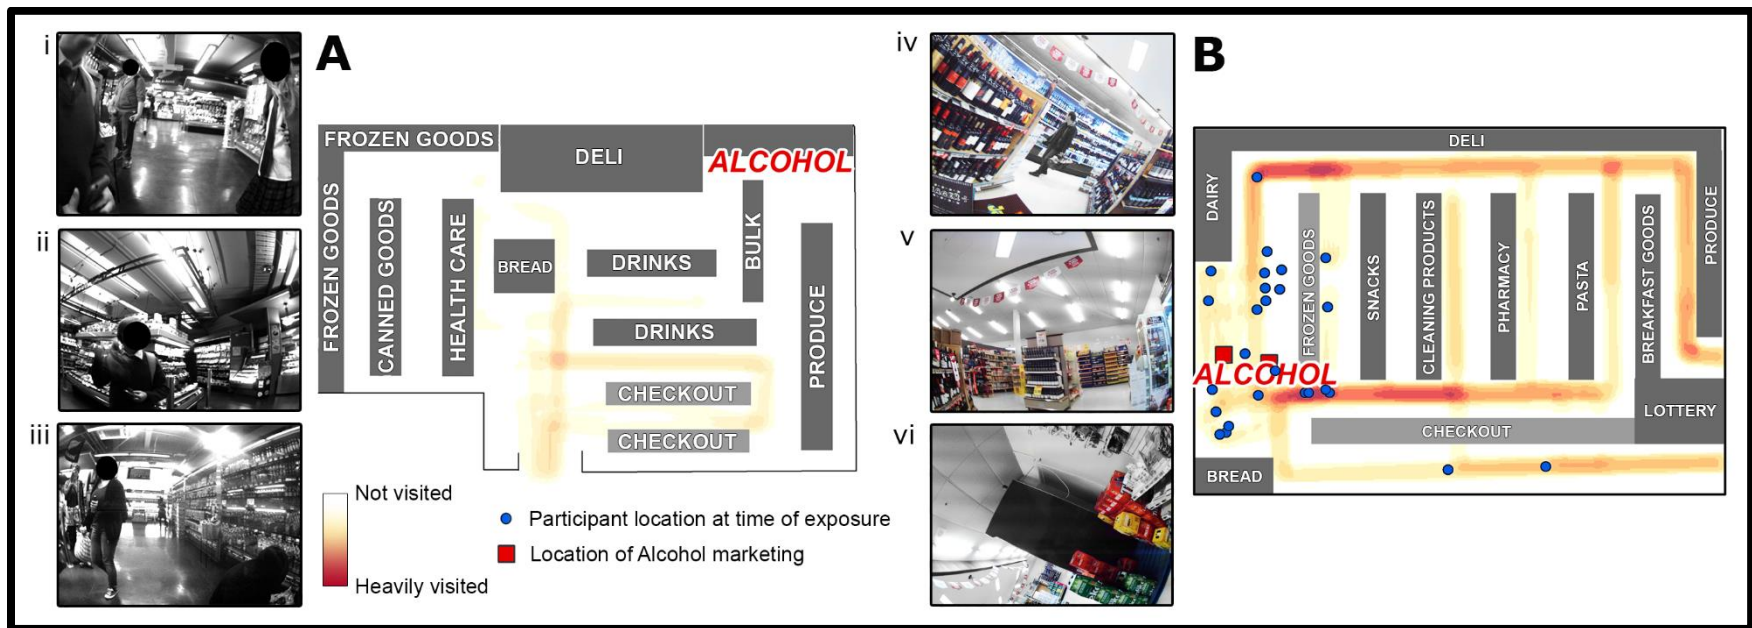 i
A
ii
iii
FROZEN GOODS
DELI
ALCOHOL
FROZEN GOODS
CANNED GOODS
HEALTH CARE
BREAD
DRINKS
BULK
DRINKS
PRODUCE
CHECKOUT
CHECKOUT
Not visited
Heavily visited
Participant location at time of exposure
Location of Alcohol marketing
iv
B
v
vi
DELI
DAIRY
FROZEN GOODS
SNACKS
CLEANING PRODUCTS
PHARMACY
PASTA
BREAKFAST GOODS
PRODUCE
ALCOHOL
LOTTERY
CHECKOUT
BREAD